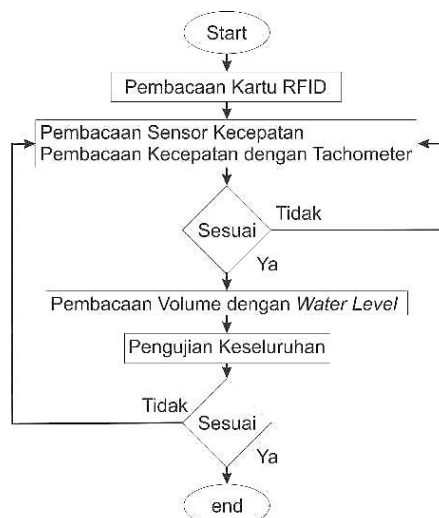 Start
Pembacaan Kartu RFID
Pembacaan Sensor Kecepatan
Pembacaan Kecepatan dengan Tachometer
Tidak
Sesuai
Ya
Pembacaan Volume dengan Water Level
Pengujian Keseluruhan
Tidak
Sesuai
Ya
end